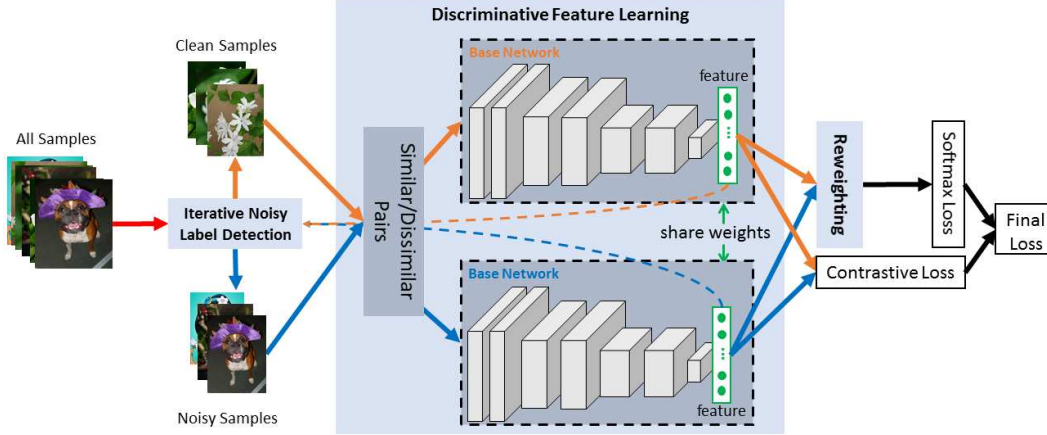 Discriminative Feature Learning
Clean Samples
Base Network
feature
All Samples
Iterative Noisy
Label Detection
Similar/Dissimilar
Pairs
Reweighting
Softmax Loss
Final
Loss
share weights
Contrastive Loss
Base Network
feature
Noisy Samples